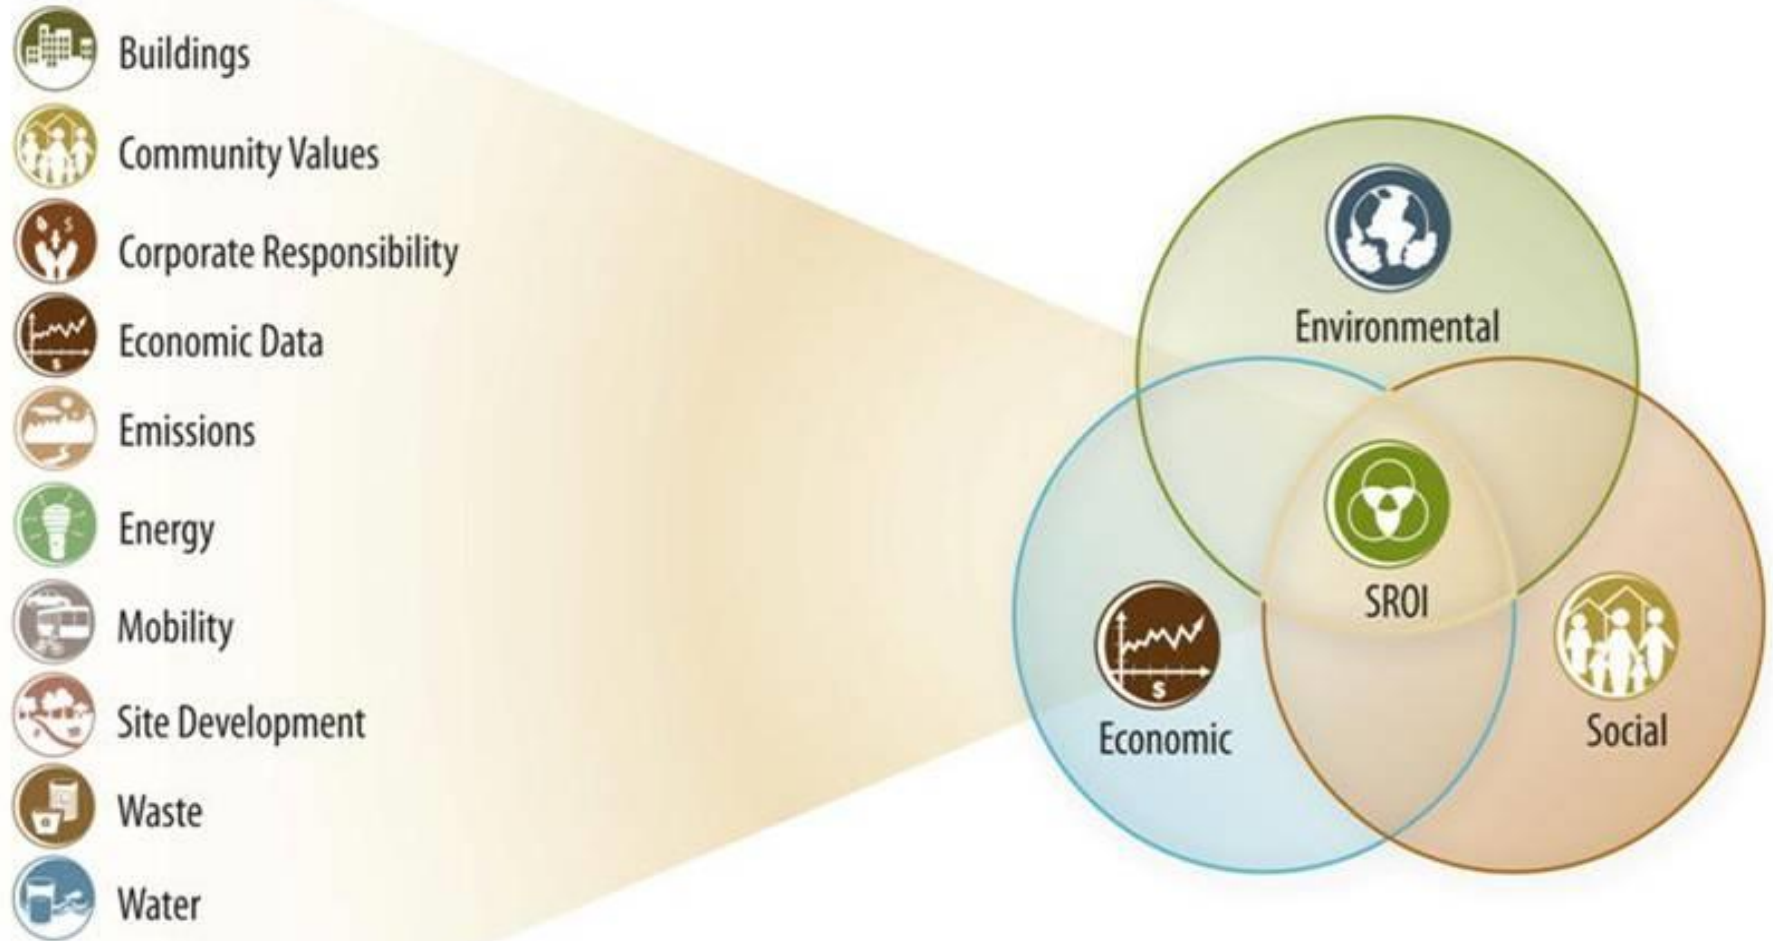 Buildings
Community Values
Corporate Responsibility
Economic Data
Emissions
Energy
Mobility
Site Development
Waste
Water
Environmental
SROI
Economic
Social